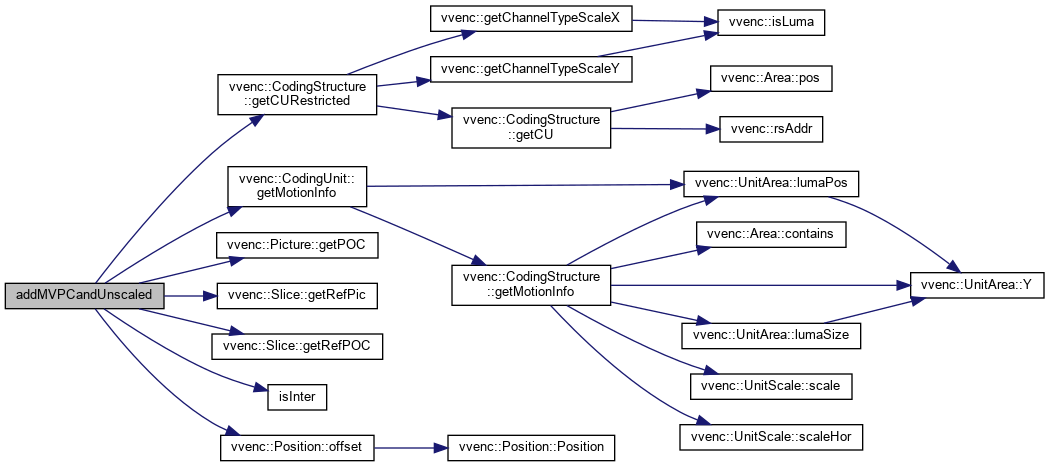 addMVPCandUnscaled
vvenc::CodingStructure
::getCURestricted
vvenc::getChannelTypeScaleX
vvenc::isLuma
vvenc::getChannelTypeScaleY
vvenc::CodingStructure
::getCU
vvenc::Area::pos
vvenc::rsAddr
vvenc::CodingUnit::
getMotionInfo
vvenc::UnitArea::lumaPos
vvenc::CodingStructure
::getMotionInfo
vvenc::Area::contains
vvenc::UnitArea::Y
vvenc::UnitArea::lumaSize
vvenc::UnitScale::scale
vvenc::UnitScale::scaleHor
vvenc::Picture::getPOC
vvenc::Slice::getRefPic
vvenc::Slice::getRefPOC
isInter
vvenc::Position::offset
vvenc::Position::Position